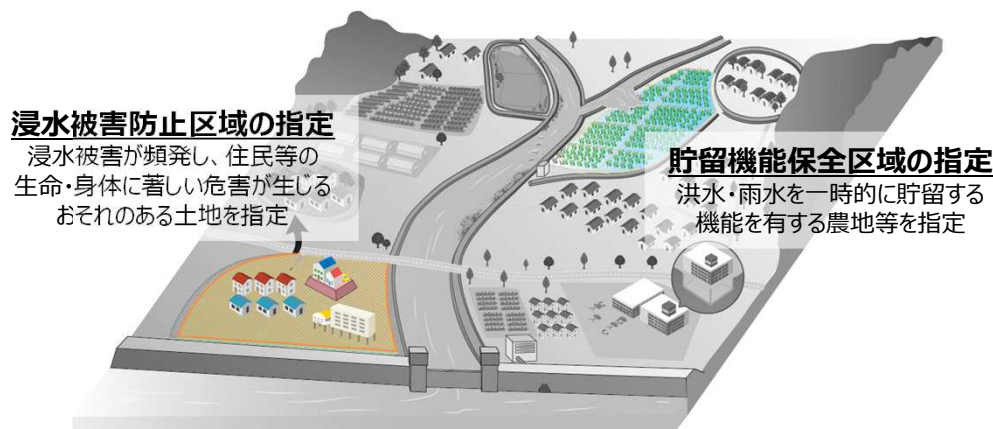 浸水被害防止区域の指定
浸水被害が頻発し、住民等の
生命・身体に著しい危害が生じる
おそれのある土地を指定
貯留機能保全区域の指定
洪水・雨水を一時的に貯留する
機能を有する農地等を指定